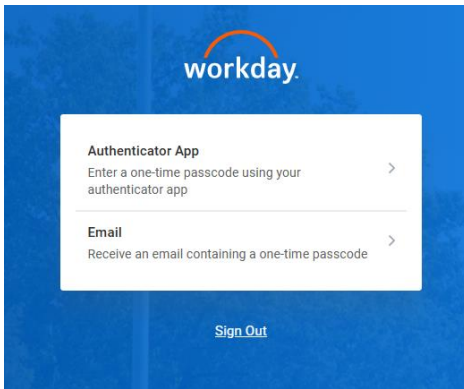 workday.
Authenticator App
Enter a one-time passcode using your
authenticator app
Email
Receive an email containing a one-time passcode
Sign Out